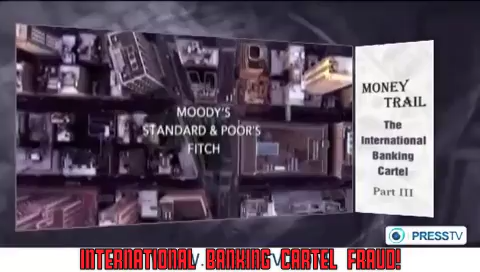 MOODY'S
STANDARD & POOR'S
FITCH
MONEY
TRAIL
The
International
Banking
Cartel
Part III
PRESSTV
INTERNATIONAL BANKING CARTEL FRAUD!